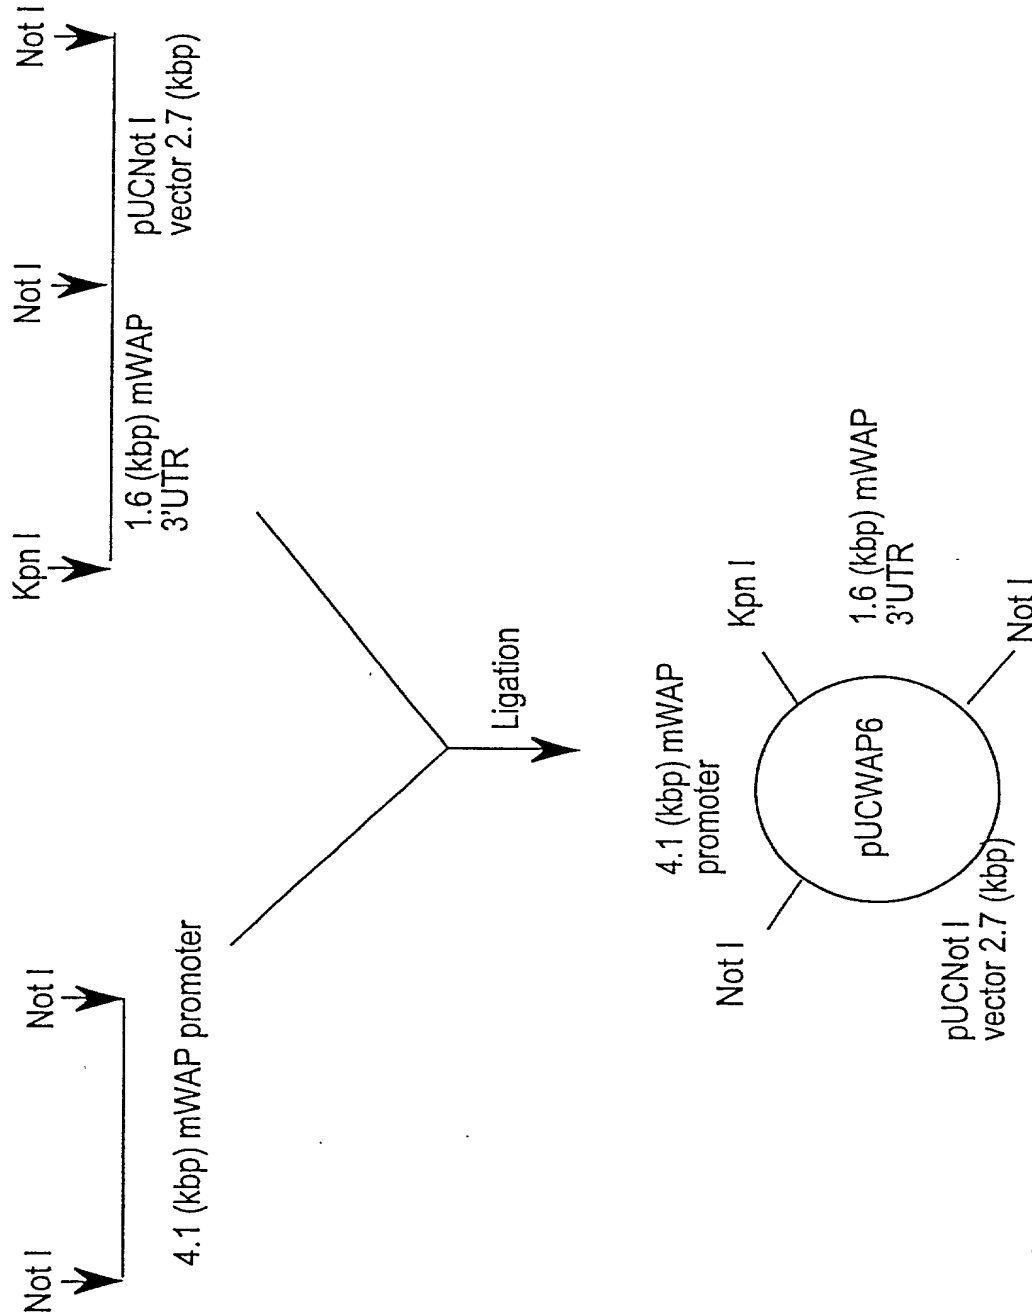 Not I
Not I
4.1 (kbp) mWAP promoter
Kpn I
Not I
Not I
1.6 (kbp) mWAP
3'UTR
pUCNot I
vector 2.7 (kbp)
Ligation
4.1 (kbp) mWAP
promoter
Not I
Kpn I
pUCWAP6
1.6 (kbp) mWAP
3'UTR
pUCNot I
vector 2.7 (kbp)
Not I